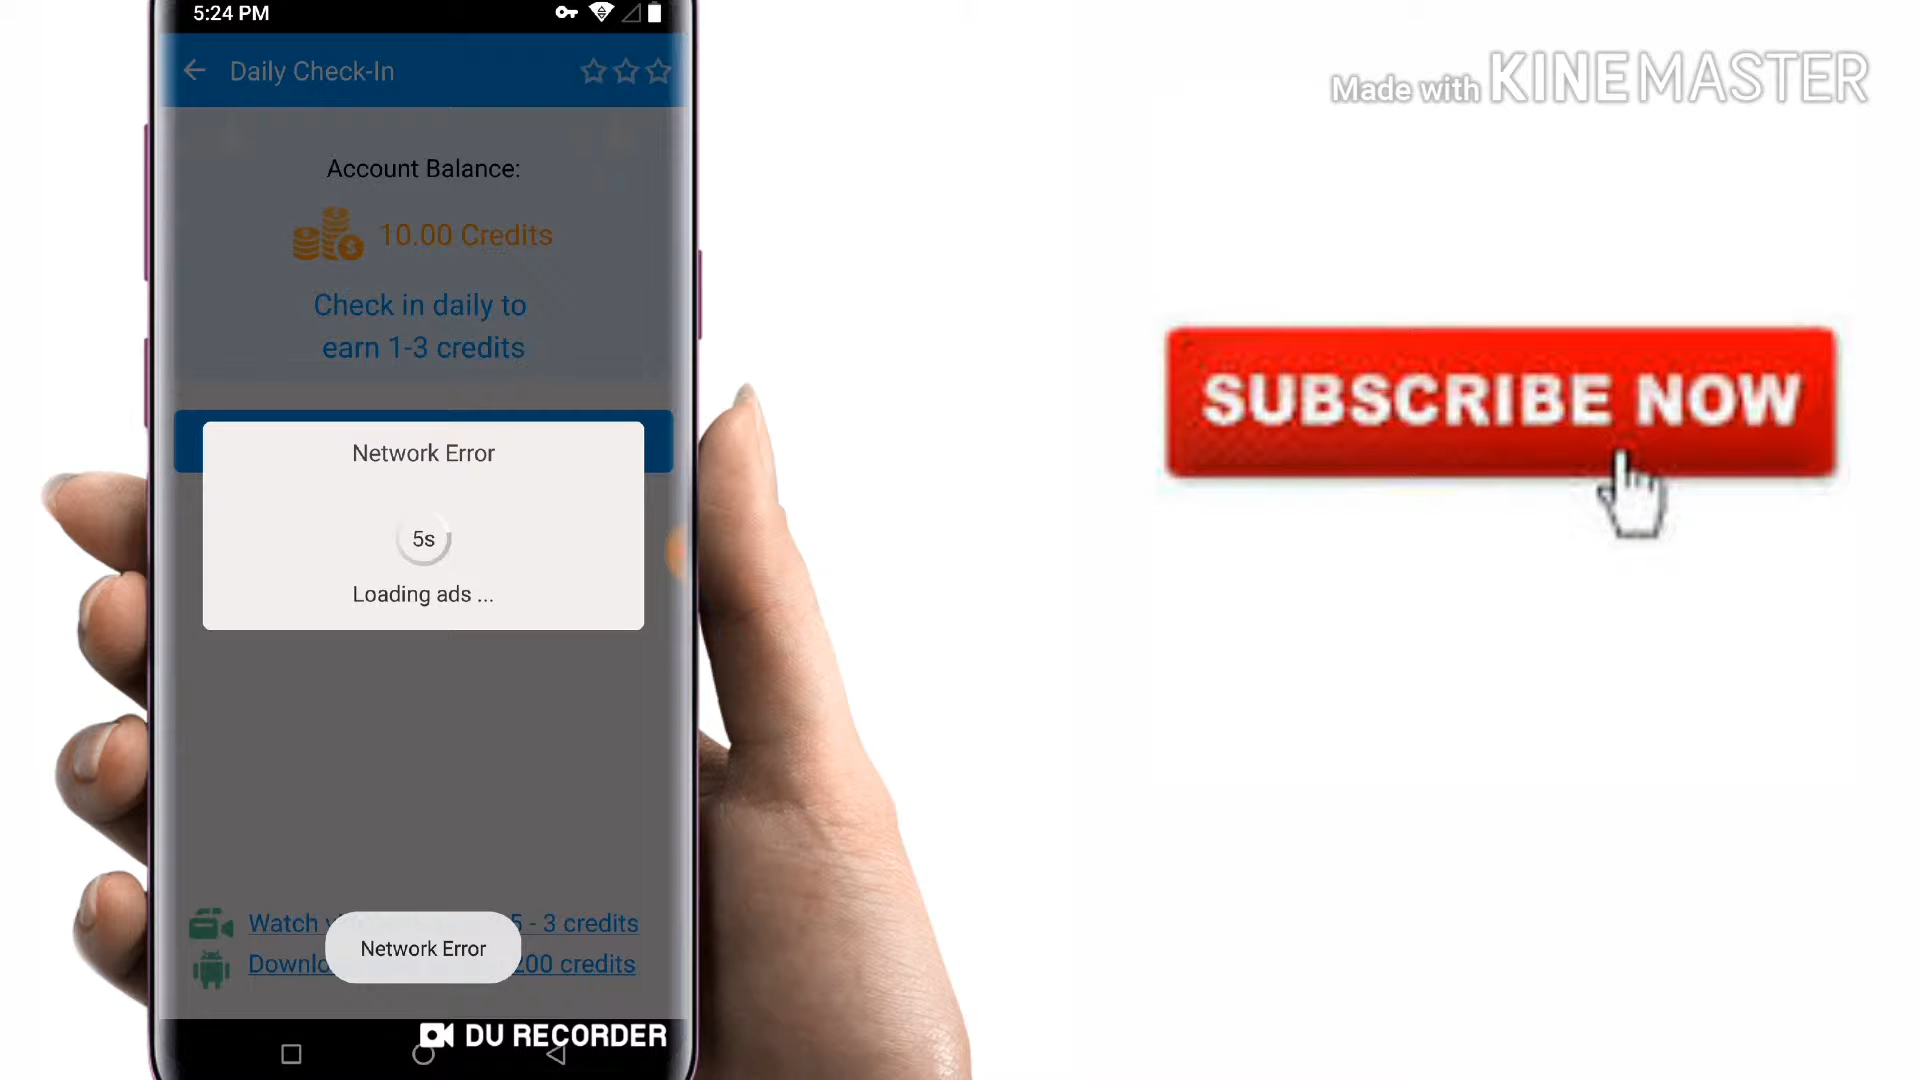 5:24 PM
Daily Check-In
Account Balance:
10.00 Credits
Check in daily to
earn 1-3 credits
Network Error
5s
Loading ads ...
Watch
5 - 3 credits
Network Error
200 credits
DU RECORDER
Made with KINEMASTER
SUBSCRIBE NOW